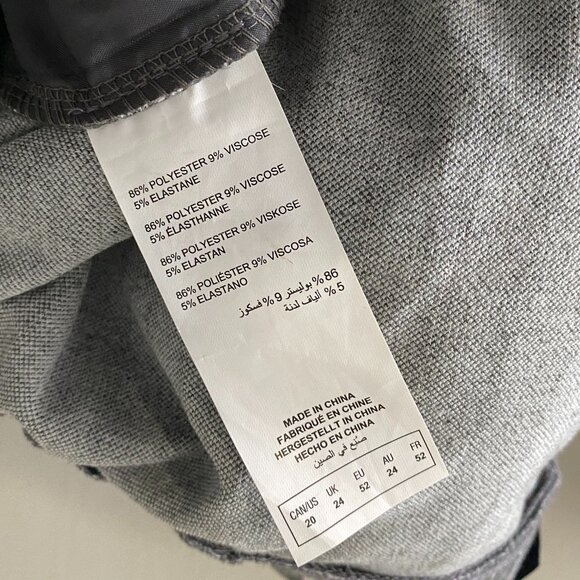 86% POLYESTER 9% VISCOSE
5% ELASTANE
86% POLYESTER 9% VISCOSE
5% ÉLASTHANNE
86% POLYESTER 9% VISKOSE
5% ELASTAN
86% POLIÉSTER 9% VISCOSA
5% ELASTANO
86% بوليستر 9% فسكوز
5% ألياف لدنة
MADE IN CHINA
FABRIQUÉ EN CHINE
HERGESTELLT IN CHINA
HECHO EN CHINA
صنع في الصين
CAN/US UK EU AU FR
20 24 52 24 52